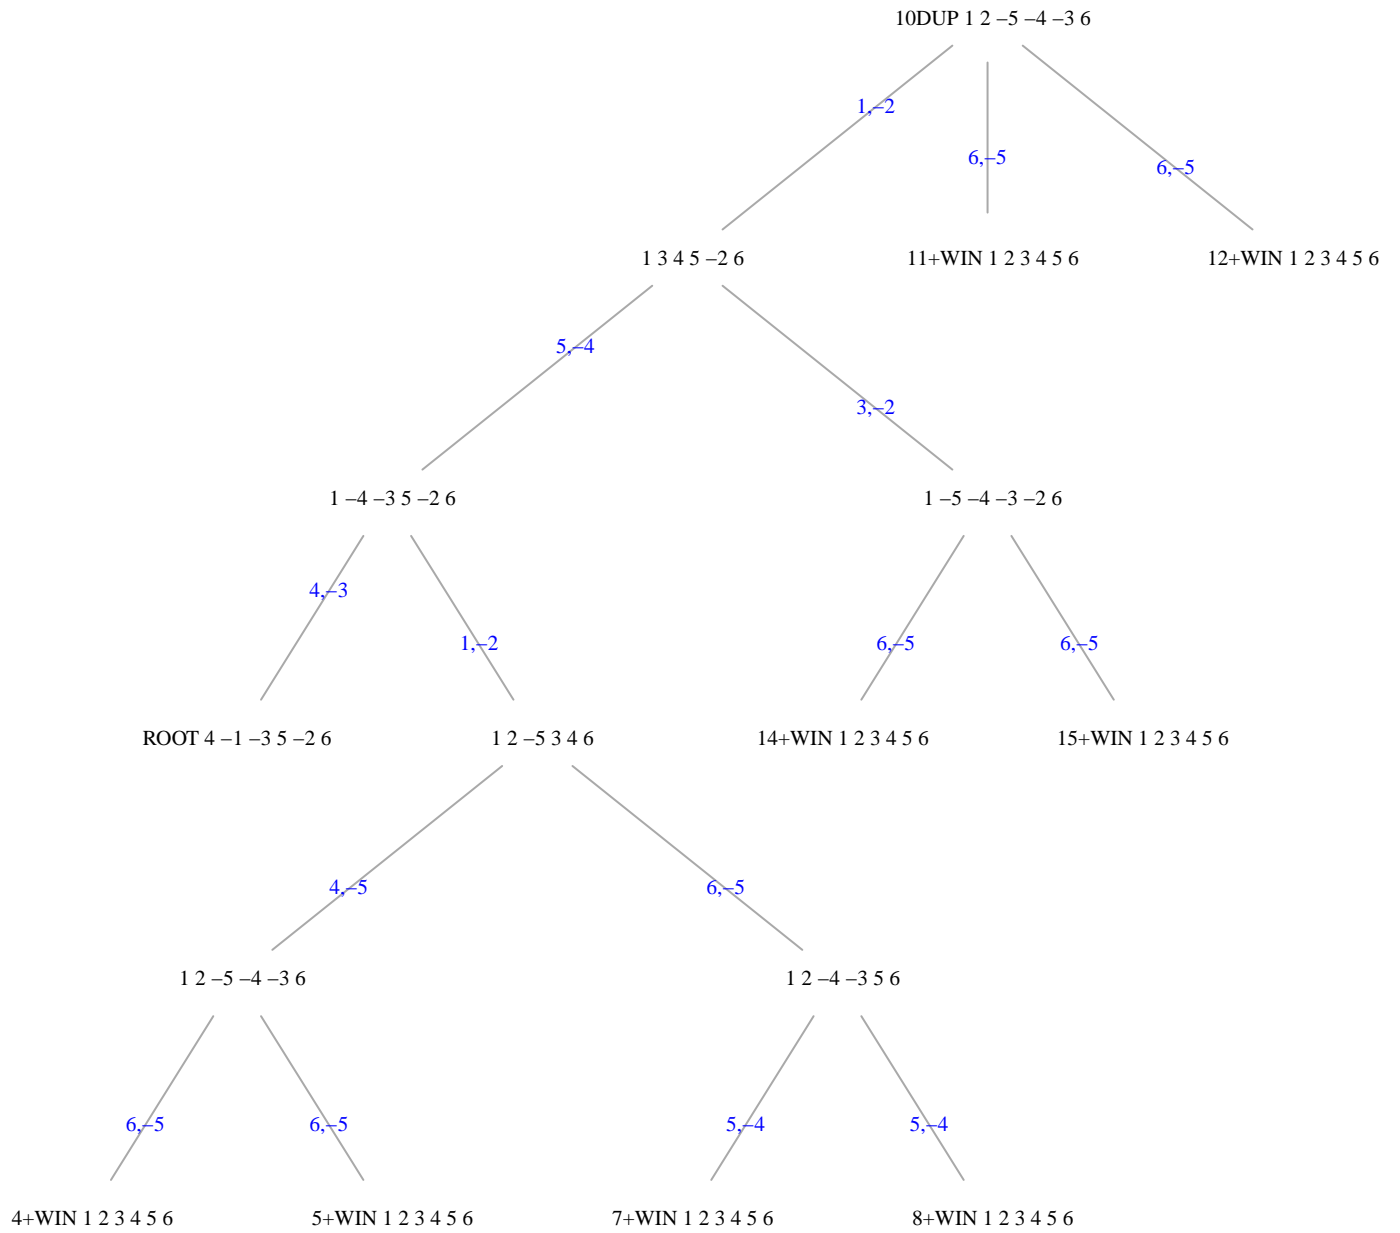 10DUP 1 2 –5 –4 –3 6
1,–2
6,–5
6,–5
1 3 4 5 –2 6
11+WIN 1 2 3 4 5 6
12+WIN 1 2 3 4 5 6
5,–4
3,–2
1 –4 –3 5 –2 6
1 –5 –4 –3 –2 6
4,–3
1,–2
6,–5
6,–5
ROOT 4 –1 –3 5 –2 6
1 2 –5 3 4 6
14+WIN 1 2 3 4 5 6
15+WIN 1 2 3 4 5 6
4,–5
6,–5
1 2 –5 –4 –3 6
1 2 –4 –3 5 6
6,–5
6,–5
5,–4
5,–4
4+WIN 1 2 3 4 5 6
5+WIN 1 2 3 4 5 6
7+WIN 1 2 3 4 5 6
8+WIN 1 2 3 4 5 6